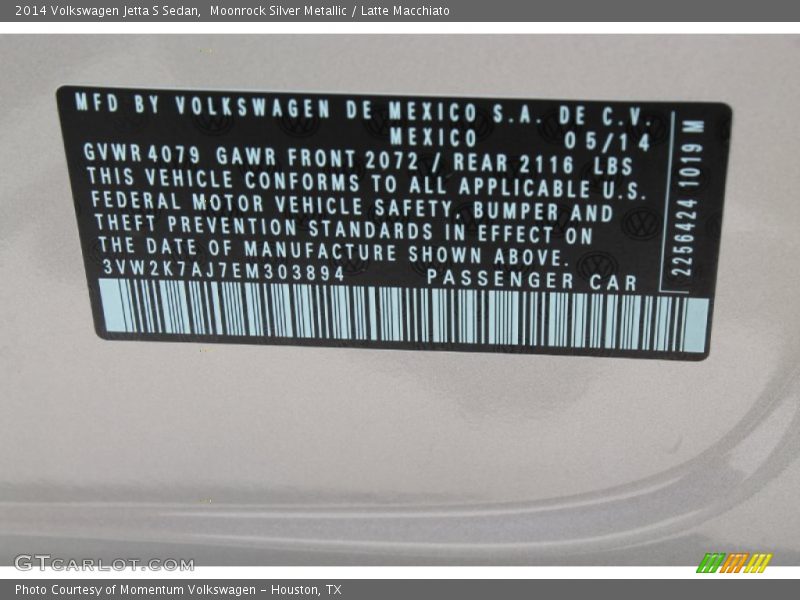 2014 Volkswagen Jetta S Sedan, Moonrock Silver Metallic / Latte Macchiato
MFD BY VOLKSWAGEN DE MEXICO S.A. DE C.V.
MEXICO 05/14
GVWR 4079 GAWR FRONT 2072 / REAR 2116 LBS
THIS VEHICLE CONFORMS TO ALL APPLICABLE U.S.
FEDERAL MOTOR VEHICLE SAFETY, BUMPER AND
THEFT PREVENTION STANDARDS IN EFFECT ON
THE DATE OF MANUFACTURE SHOWN ABOVE.
3VW2K7AJ7EM303894 PASSENGER CAR
2256424 1019 M
GTCARLOT.COM
Photo Courtesy of Momentum Volkswagen - Houston, TX